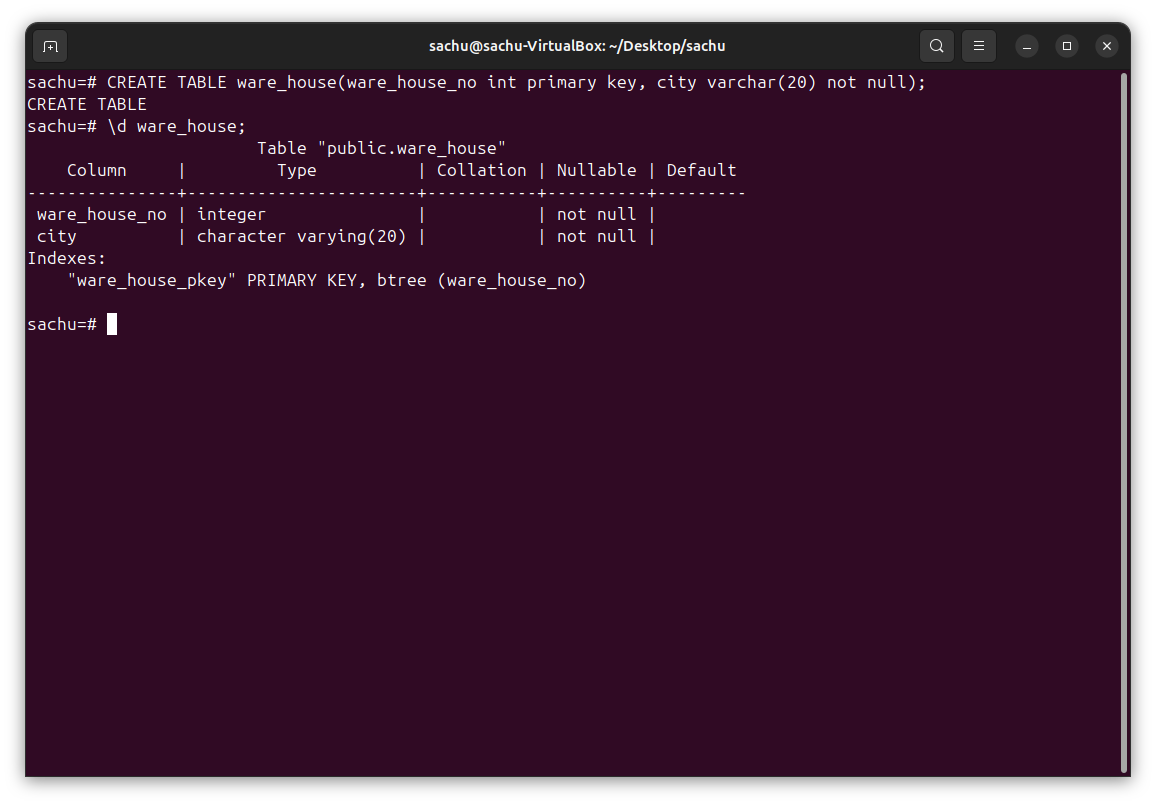 sachu@sachu-VirtualBox: ~/Desktop/sachu
sachu=# CREATE TABLE ware_house(ware_house_no int primary key, city varchar(20) not null);
CREATE TABLE
sachu=# \d ware_house;
                       Table "public.ware_house"
    Column     |         Type          | Collation | Nullable | Default
---------------+-----------------------+-----------+----------+---------
 ware_house_no | integer               |           | not null |
 city          | character varying(20) |           | not null |
Indexes:
    "ware_house_pkey" PRIMARY KEY, btree (ware_house_no)
sachu=#